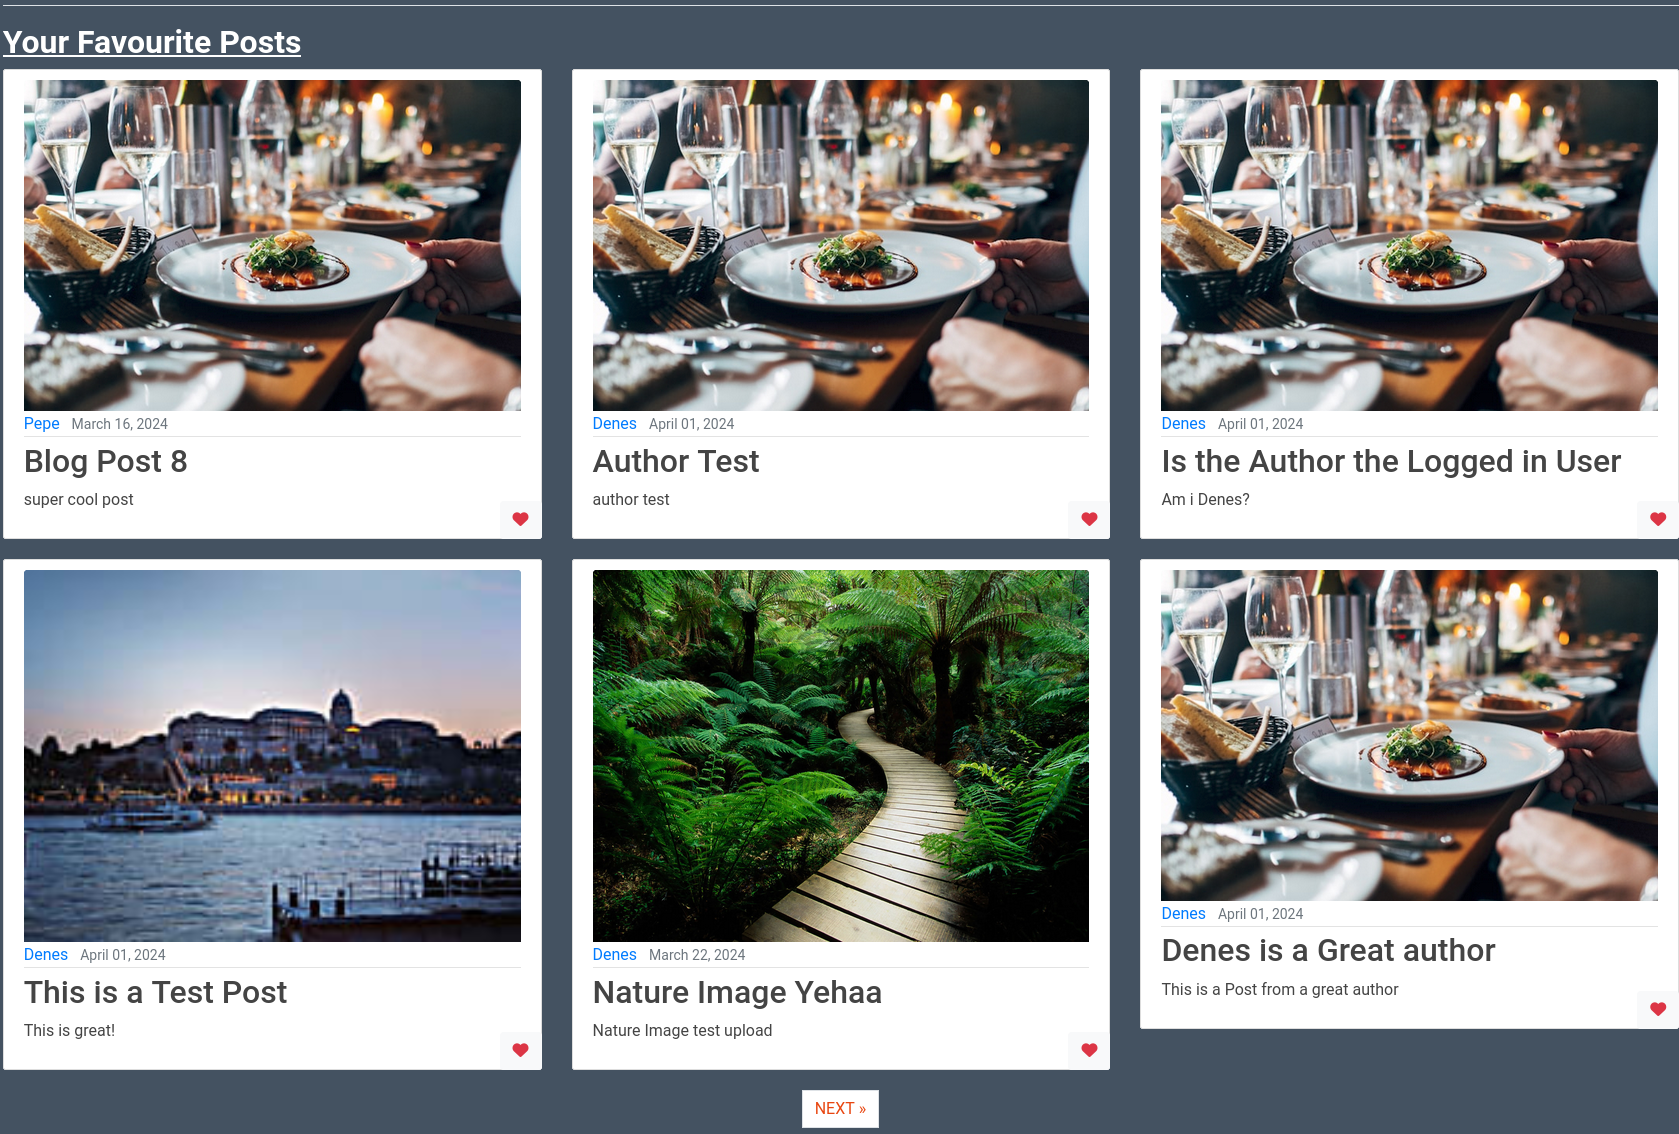 Your Favourite Posts
Pepe March 16, 2024
Blog Post 8
super cool post
Denes April 01, 2024
Author Test
author test
Denes April 01, 2024
Is the Author the Logged in User
Am i Denes?
Denes April 01, 2024
This is a Test Post
This is great!
Denes March 22, 2024
Nature Image Yehaa
Nature Image test upload
Denes April 01, 2024
Denes is a Great author
This is a Post from a great author
NEXT »